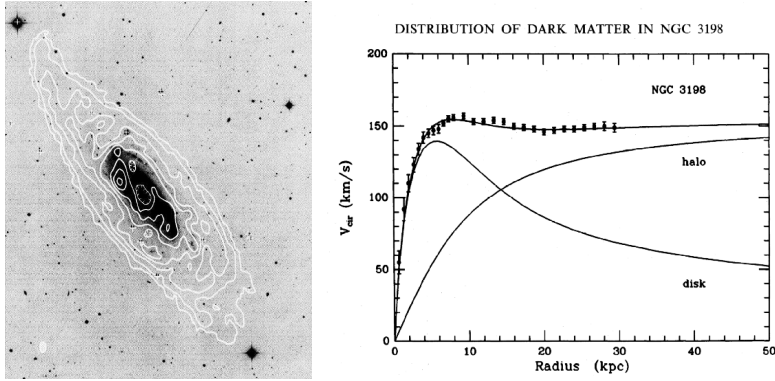 DISTRIBUTION OF DARK MATTER IN NGC 3198
200
NGC 3198
150
halo
100
V_cir (km/s)
50
disk
0
0 10 20 30 40 50
Radius (kpc)